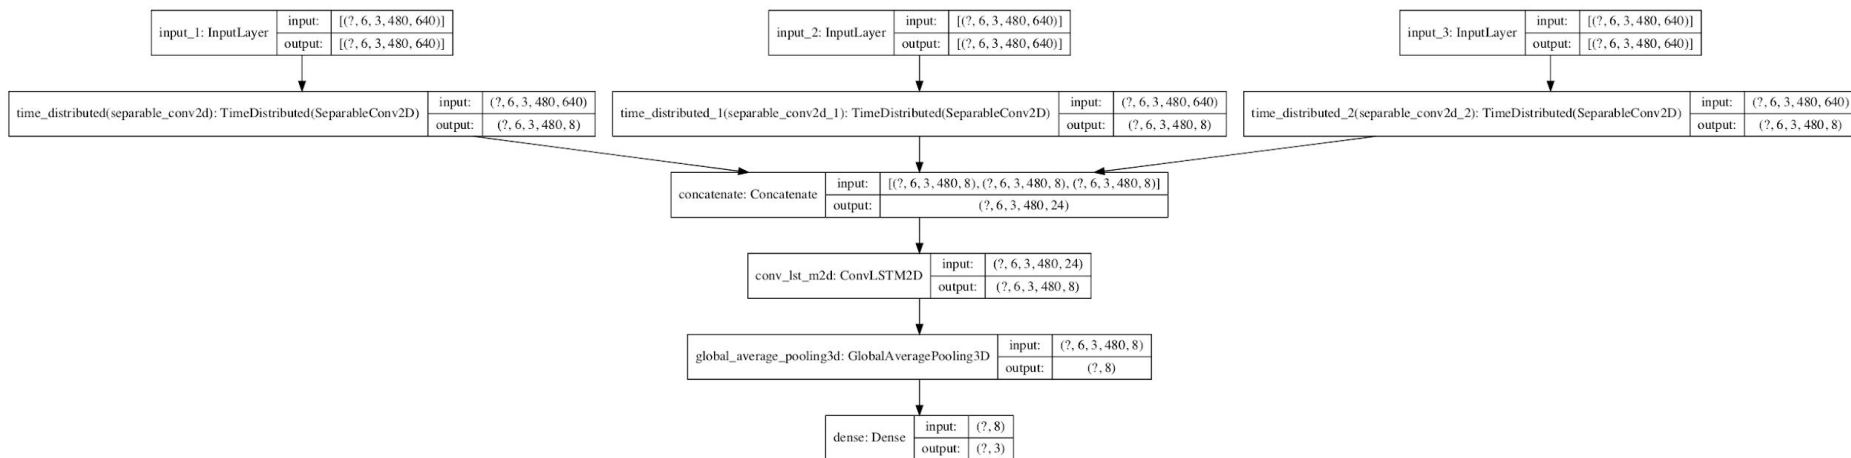 input_1: InputLayer
input: [(?, 6, 3, 480, 640)]
output: [(?, 6, 3, 480, 640)]
input_2: InputLayer
input: [(?, 6, 3, 480, 640)]
output: [(?, 6, 3, 480, 640)]
input_3: InputLayer
input: [(?, 6, 3, 480, 640)]
output: [(?, 6, 3, 480, 640)]
time_distributed(separable_conv2d): TimeDistributed(SeparableConv2D)
input: (?, 6, 3, 480, 640)
output: (?, 6, 3, 480, 8)
time_distributed_1(separable_conv2d_1): TimeDistributed(SeparableConv2D)
input: (?, 6, 3, 480, 640)
output: (?, 6, 3, 480, 8)
time_distributed_2(separable_conv2d_2): TimeDistributed(SeparableConv2D)
input: (?, 6, 3, 480, 640)
output: (?, 6, 3, 480, 8)
concatenate: Concatenate
input: [(?, 6, 3, 480, 8), (?, 6, 3, 480, 8), (?, 6, 3, 480, 8)]
output: (?, 6, 3, 480, 24)
conv_lst_m2d: ConvLSTM2D
input: (?, 6, 3, 480, 24)
output: (?, 6, 3, 480, 8)
global_average_pooling3d: GlobalAveragePooling3D
input: (?, 6, 3, 480, 8)
output: (?, 8)
dense: Dense
input: (?, 8)
output: (?, 3)